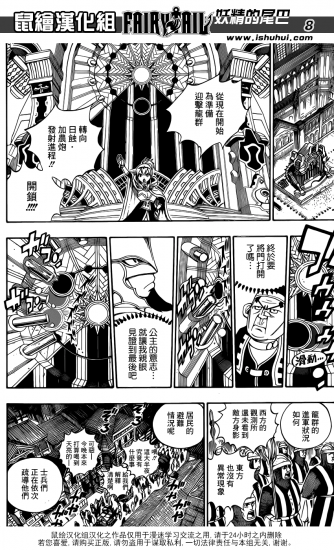 鼠繪漢化組
FAIRY TAIL
妖精的尾巴
www.ishuhui.com
8
從現在開始
為準備
迎擊龍群
轉向
日蝕·
加農炮
發射進程!!
開鎖!!!!
終於要
將門打開
了嗎…
公主的意志…
就讓我親眼
見證到最後吧
滑動…
龍群的
進軍狀況
如何
西方的
觀測所
還未看到
敵方身影
東方
也沒有
異常現象
居民的
避難
情況呢
士兵們
正在依次
疏導他們
鼠绘汉化组汉化之作品仅用于漫迷学习交流之用,请于24小时之内删除
若您喜爱,请购买正版,请勿用于谋取私利,一切法律责任与本组无关,谢谢。